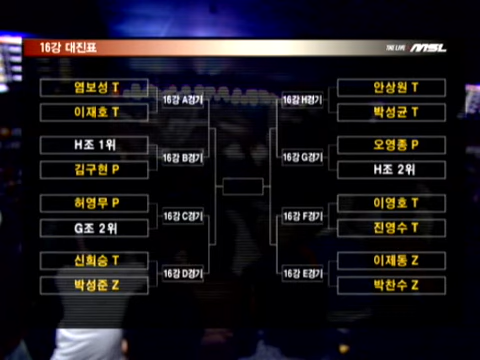 16강 대진표
THE LIVE MSL
염보성 T
이재호 T
16강 A경기
H조 1위
김구현 P
16강 B경기
허영무 P
G조 2위
16강 C경기
신희승 T
박성준 Z
16강 D경기
안상원 T
박성균 T
16강 H경기
오영종 P
H조 2위
16강 G경기
이영호 T
진영수 T
16강 F경기
이제동 Z
박찬수 Z
16강 E경기